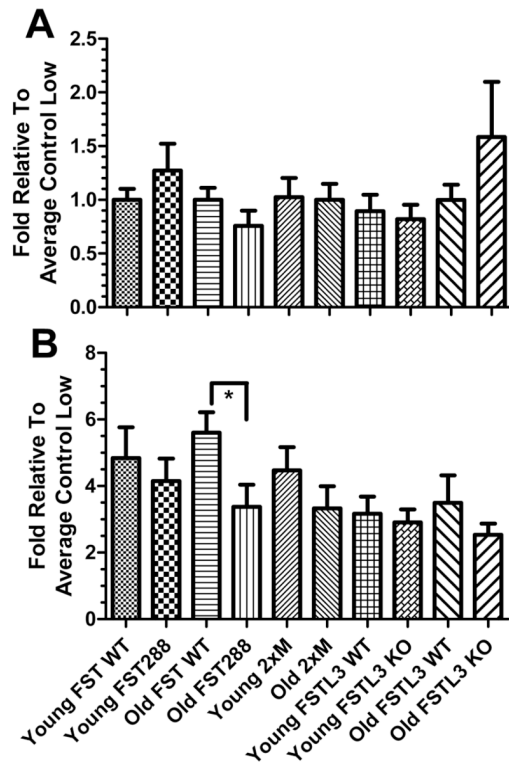 A
Fold Relative To
Average Control Low
2.5
2.0
1.5
1.0
0.5
0.0
B
Fold Relative To
Average Control Low
8
6
4
2
0
*
Young FST WT
Young FST288
Old FST WT
Old FST288
Young 2xM
Old 2xM
Young FSTL3 WT
Young FSTL3 KO
Old FSTL3 WT
Old FSTL3 KO